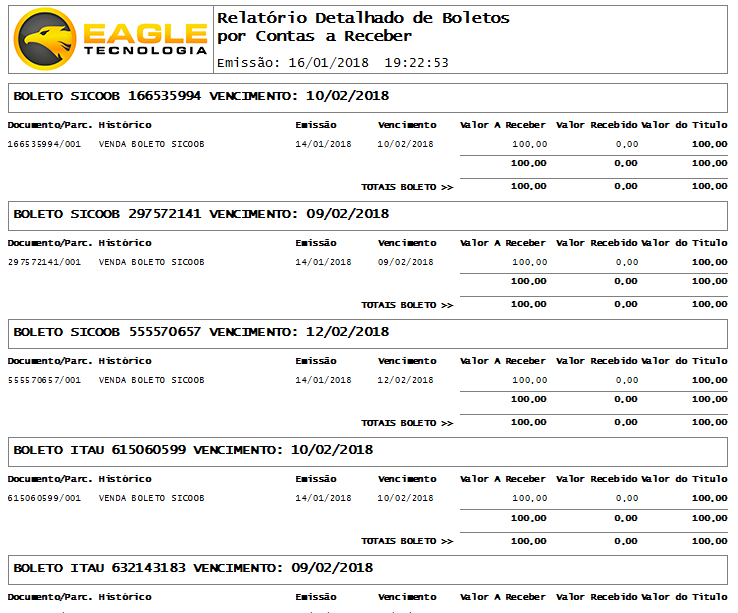 EAGLE
TECNOLOGIA
Relatório Detalhado de Boletos
por Contas a Receber
Emissão: 16/01/2018 19:22:53
BOLETO SICOOB 166535994 VENCIMENTO: 10/02/2018
Documento/Parc. Histórico Emissão Vencimento Valor A Receber Valor Recebido Valor do Titulo
166535994/001 VENDA BOLETO SICOOB 14/01/2018 10/02/2018 100,00 0,00 100,00
100,00 0,00 100,00
TOTAIS BOLETO >> 100,00 0,00 100,00
BOLETO SICOOB 297572141 VENCIMENTO: 09/02/2018
Documento/Parc. Histórico Emissão Vencimento Valor A Receber Valor Recebido Valor do Titulo
297572141/001 VENDA BOLETO SICOOB 14/01/2018 09/02/2018 100,00 0,00 100,00
100,00 0,00 100,00
TOTAIS BOLETO >> 100,00 0,00 100,00
BOLETO SICOOB 555570657 VENCIMENTO: 12/02/2018
Documento/Parc. Histórico Emissão Vencimento Valor A Receber Valor Recebido Valor do Titulo
555570657/001 VENDA BOLETO SICOOB 14/01/2018 12/02/2018 100,00 0,00 100,00
100,00 0,00 100,00
TOTAIS BOLETO >> 100,00 0,00 100,00
BOLETO ITAU 615060599 VENCIMENTO: 10/02/2018
Documento/Parc. Histórico Emissão Vencimento Valor A Receber Valor Recebido Valor do Titulo
615060599/001 VENDA BOLETO SICOOB 14/01/2018 10/02/2018 100,00 0,00 100,00
100,00 0,00 100,00
TOTAIS BOLETO >> 100,00 0,00 100,00
BOLETO ITAU 632143183 VENCIMENTO: 09/02/2018
Documento/Parc. Histórico Emissão Vencimento Valor A Receber Valor Recebido Valor do Titulo